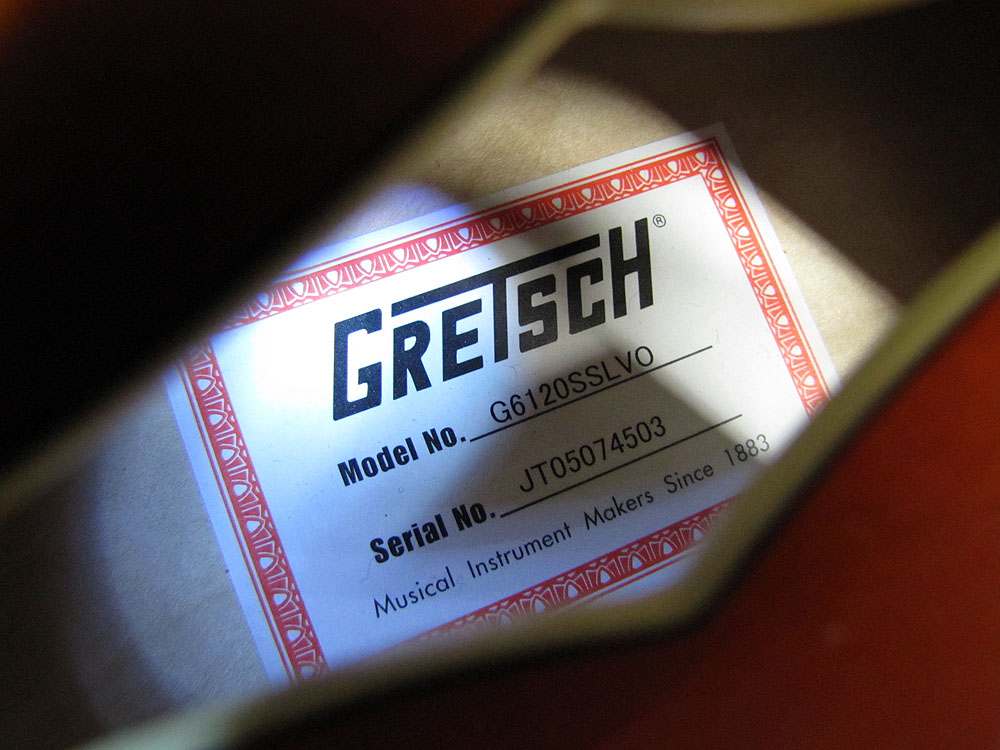 GRETSCH®
Model No. G6120SSLVO
Serial No. JT05074503
Musical Instrument Makers Since 1883